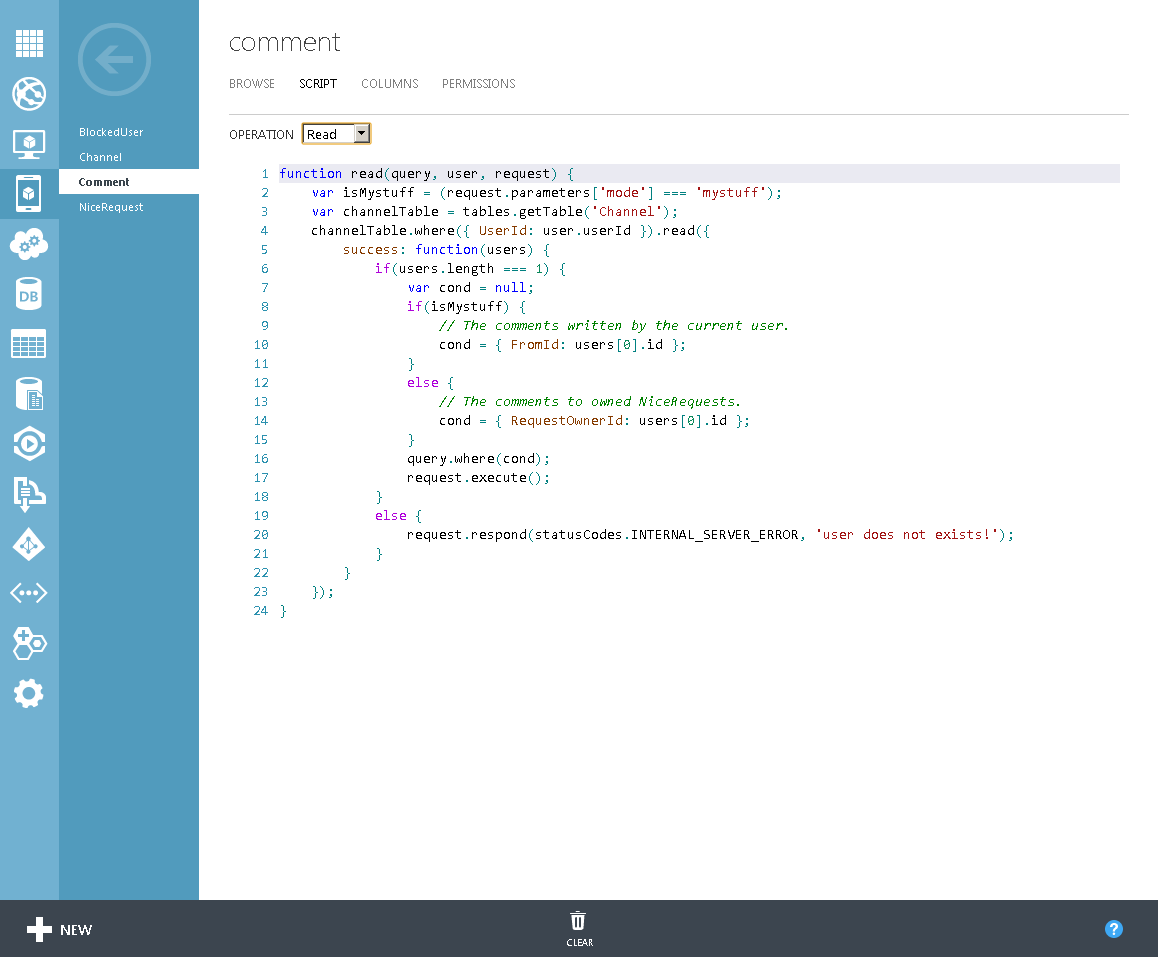 comment
BROWSE SCRIPT COLUMNS PERMISSIONS
OPERATION Read
BlockedUser
Channel
Comment
NiceRequest
DB
1 function read(query, user, request) {
2     var isMystuff = (request.parameters['mode'] === 'mystuff');
3     var channelTable = tables.getTable('Channel');
4     channelTable.where({ UserId: user.userId }).read({
5         success: function(users) {
6             if(users.length === 1) {
7                 var cond = null;
8                 if(isMystuff) {
9                     // The comments written by the current user.
10                     cond = { FromId: users[0].id };
11                 }
12                 else {
13                     // The comments to owned NiceRequests.
14                     cond = { RequestOwnerId: users[0].id };
15                 }
16                 query.where(cond);
17                 request.execute();
18             }
19             else {
20                 request.respond(statusCodes.INTERNAL_SERVER_ERROR, 'user does not exists!');
21             }
22         }
23     });
24 }
NEW
CLEAR
?